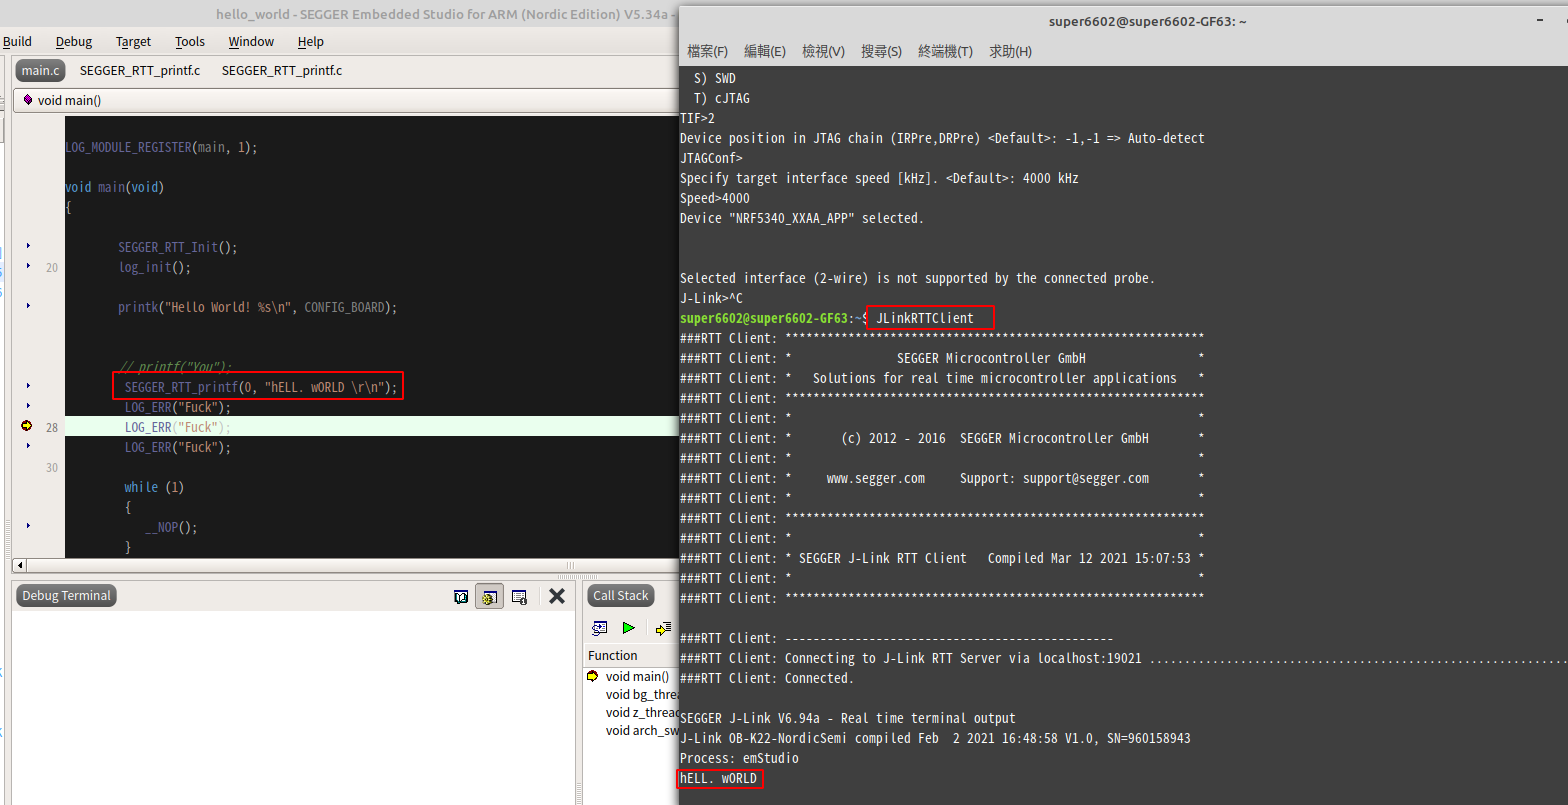 hello_world - SEGGER Embedded Studio for ARM (Nordic Edition) V5.34a -
Build Debug Target Tools Window Help
main.c SEGGER_RTT_printf.c SEGGER_RTT_printf.c
void main()
LOG_MODULE_REGISTER(main, 1);
void main(void)
{
SEGGER_RTT_Init();
20 log_init();
printk("Hello World! %s\n", CONFIG_BOARD);
// printf("You");
SEGGER_RTT_printf(0, "hELL. wORLD \r\n");
LOG_ERR("Fuck");
28 LOG_ERR("Fuck");
LOG_ERR("Fuck");
30
while (1)
{
__NOP();
}
Debug Terminal
Call Stack
Function
void main()
void bg_threa
void z_threac
void arch_sw
super6602@super6602-GF63: ~
檔案(F) 編輯(E) 檢視(V) 搜尋(S) 終端機(T) 求助(H)
S) SWD
T) cJTAG
TIF>2
Device position in JTAG chain (IRPre,DRPre) <Default>: -1,-1 => Auto-detect
JTAGConf>
Specify target interface speed [kHz]. <Default>: 4000 kHz
Speed>4000
Device "NRF5340_XXAA_APP" selected.
Selected interface (2-wire) is not supported by the connected probe.
J-Link>^C
super6602@super6602-GF63:~$ JLinkRTTClient
###RTT Client: ************************************************************
###RTT Client: * SEGGER Microcontroller GmbH *
###RTT Client: * Solutions for real time microcontroller applications *
###RTT Client: ************************************************************
###RTT Client: * *
###RTT Client: * (c) 2012 - 2016 SEGGER Microcontroller GmbH *
###RTT Client: * *
###RTT Client: * www.segger.com Support: support@segger.com *
###RTT Client: * *
###RTT Client: ************************************************************
###RTT Client: * *
###RTT Client: * SEGGER J-Link RTT Client Compiled Mar 12 2021 15:07:53 *
###RTT Client: * *
###RTT Client: ************************************************************
###RTT Client: -----------------------------------------------
###RTT Client: Connecting to J-Link RTT Server via localhost:19021 ............................................................
###RTT Client: Connected.
SEGGER J-Link V6.94a - Real time terminal output
J-Link OB-K22-NordicSemi compiled Feb 2 2021 16:48:58 V1.0, SN=960158943
Process: emStudio
hELL. wORLD